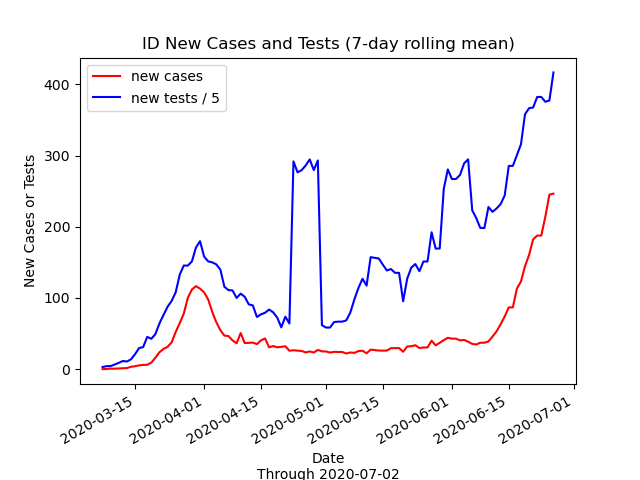 ID New Cases and Tests (7-day rolling mean)
new cases
new tests / 5
New Cases or Tests
400
300
200
100
0
2020-03-15
2020-04-01
2020-04-15
2020-05-01
2020-05-15
2020-06-01
2020-06-15
2020-07-01
Date
Through 2020-07-02